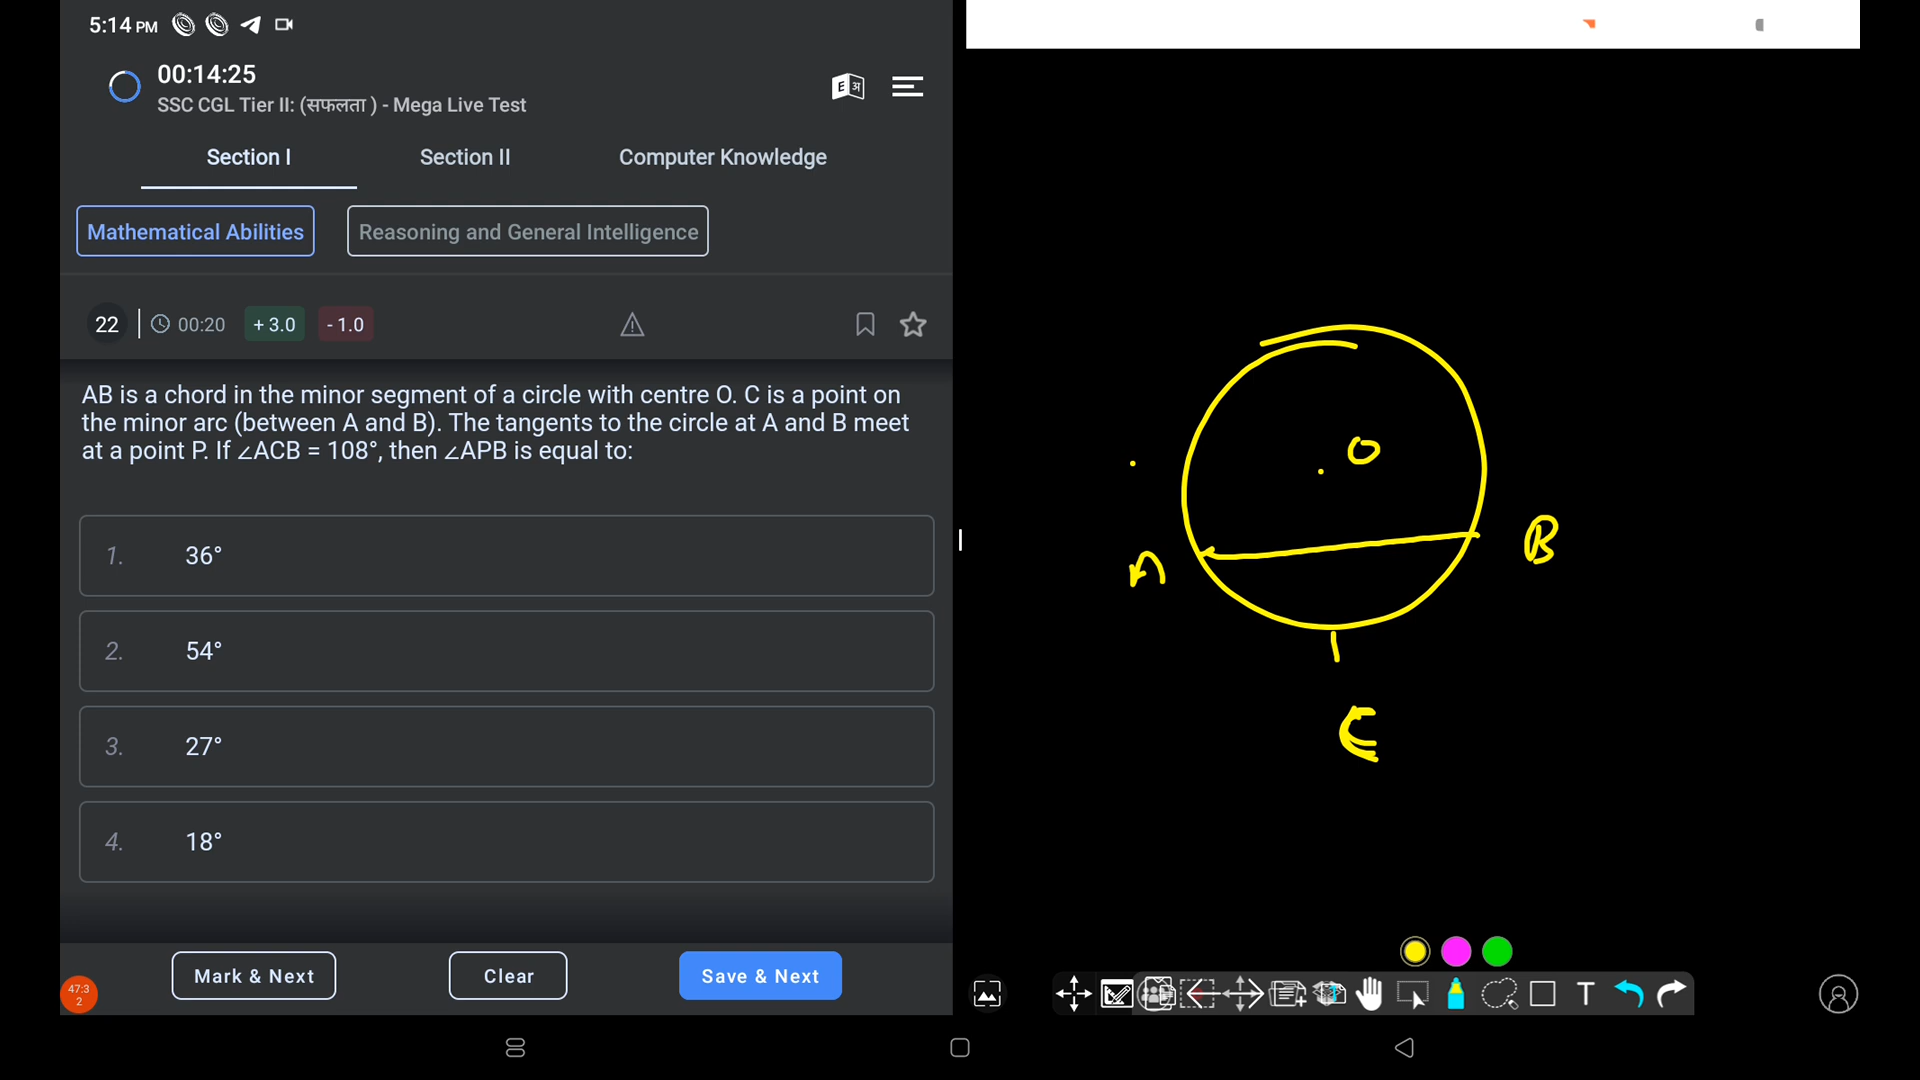 5:14 PM
00:14:25
SSC CGL Tier II: (सफलता ) - Mega Live Test
E अ
Section I
Section II
Computer Knowledge
Mathematical Abilities
Reasoning and General Intelligence
22
00:20
+ 3.0
- 1.0
AB is a chord in the minor segment of a circle with centre O. C is a point on
the minor arc (between A and B). The tangents to the circle at A and B meet
at a point P. If ∠ACB = 108°, then ∠APB is equal to:
1. 36°
2. 54°
3. 27°
4. 18°
Mark & Next
Clear
Save & Next
47:3
2
O
A
B
C
T